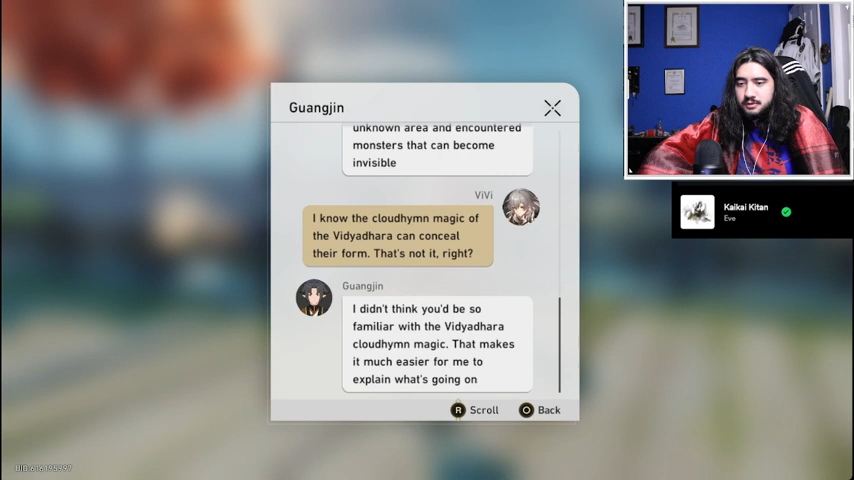 Guangjin
unknown area and encountered
monsters that can become
invisible
ViVi
I know the cloudhymn magic of
the Vidyadhara can conceal
their form. That's not it, right?
Guangjin
I didn't think you'd be so
familiar with the Vidyadhara
cloudhymn magic. That makes
it much easier for me to
explain what's going on
R Scroll
Back
Kaikai Kitan
Eve
UID:616195997